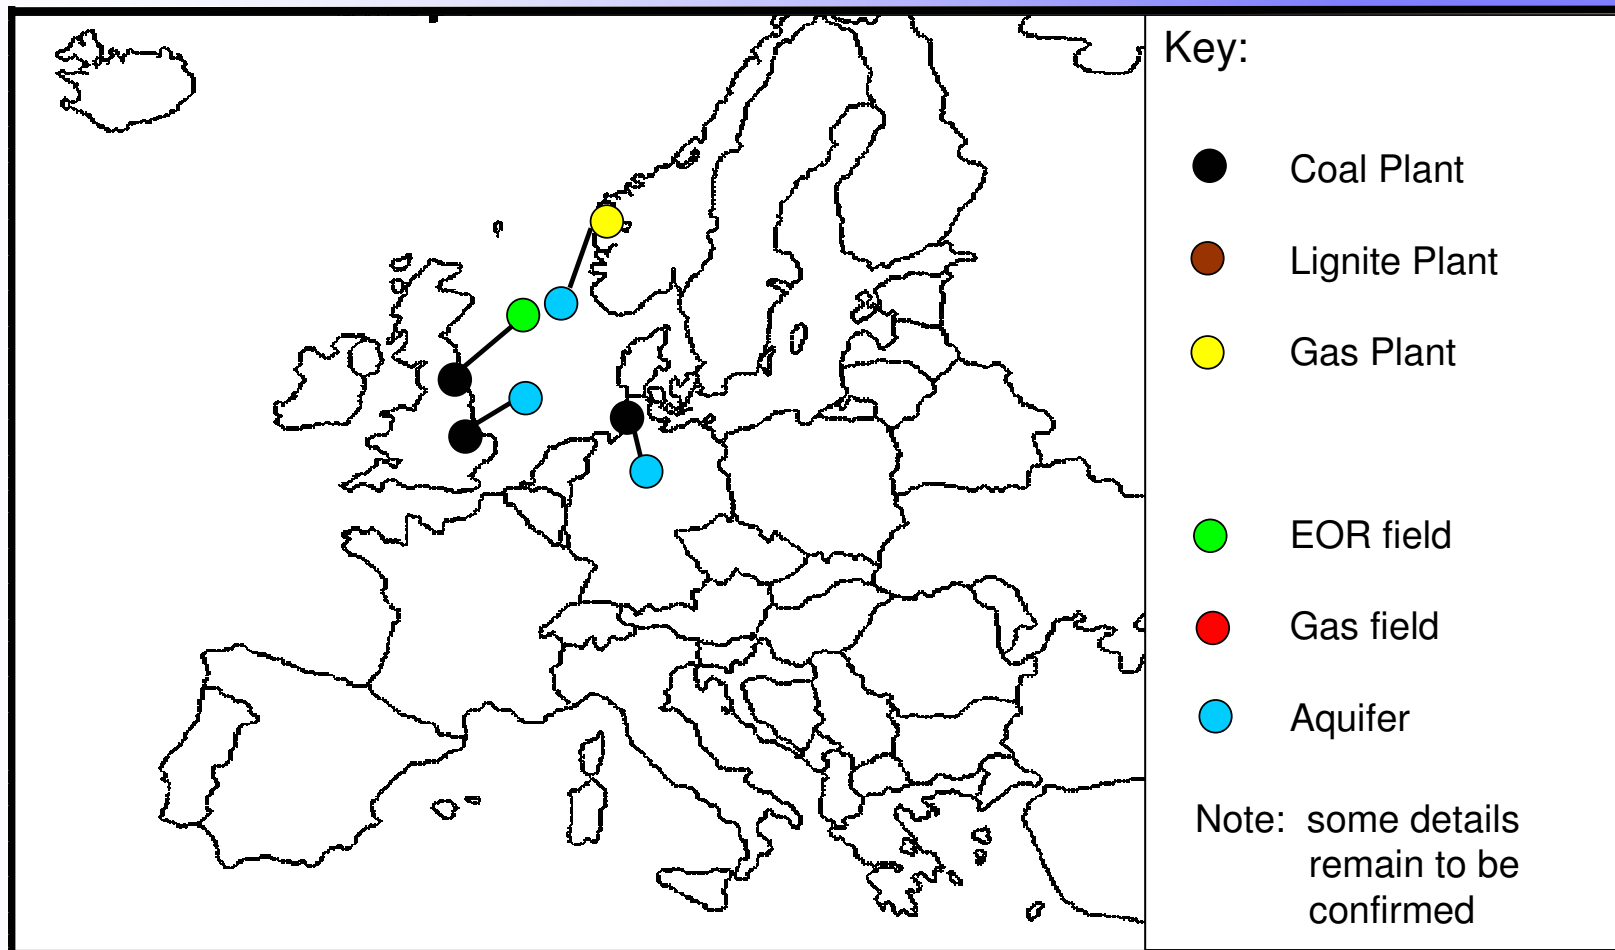 Key:
Coal Plant
Lignite Plant
Gas Plant
EOR field
Gas field
Aquifer
Note: some details
remain to be
confirmed